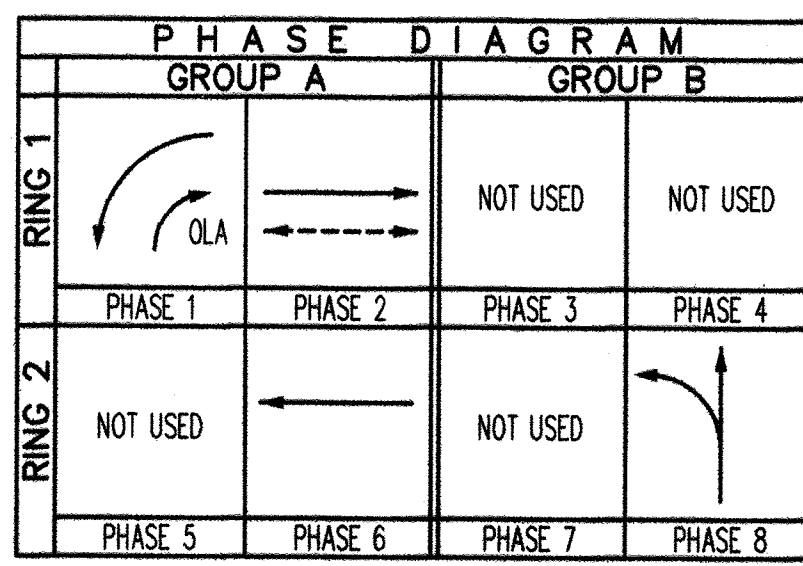 PHASE DIAGRAM
GROUP A GROUP B
RING 1
OLA
NOT USED NOT USED
PHASE 1 PHASE 2 PHASE 3 PHASE 4
RING 2
NOT USED NOT USED
PHASE 5 PHASE 6 PHASE 7 PHASE 8